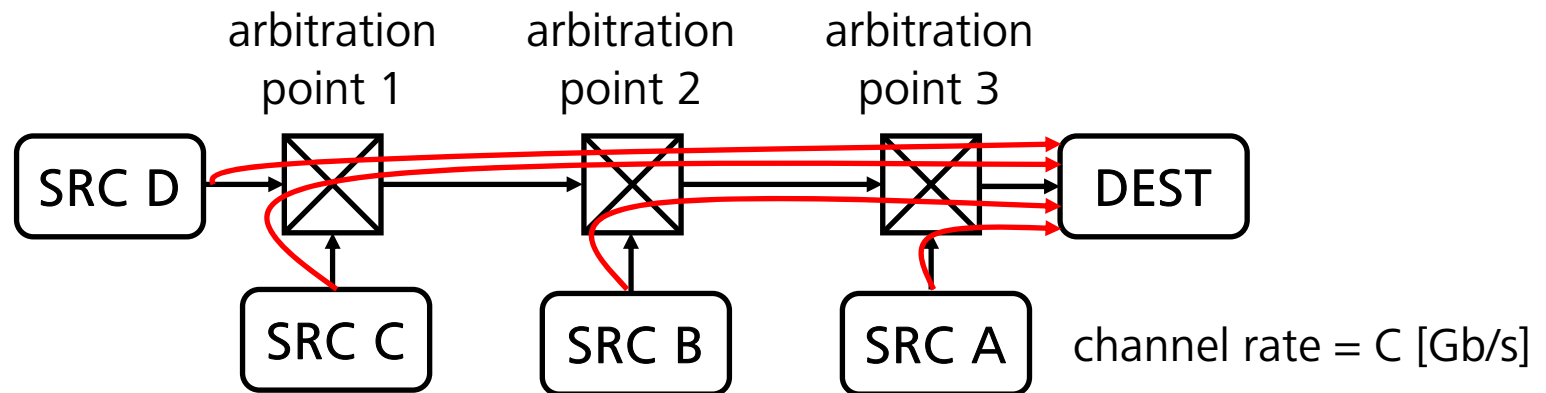 arbitration
point 1
arbitration
point 2
arbitration
point 3
SRC D
DEST
SRC C
SRC B
SRC A
channel rate = C [Gb/s]